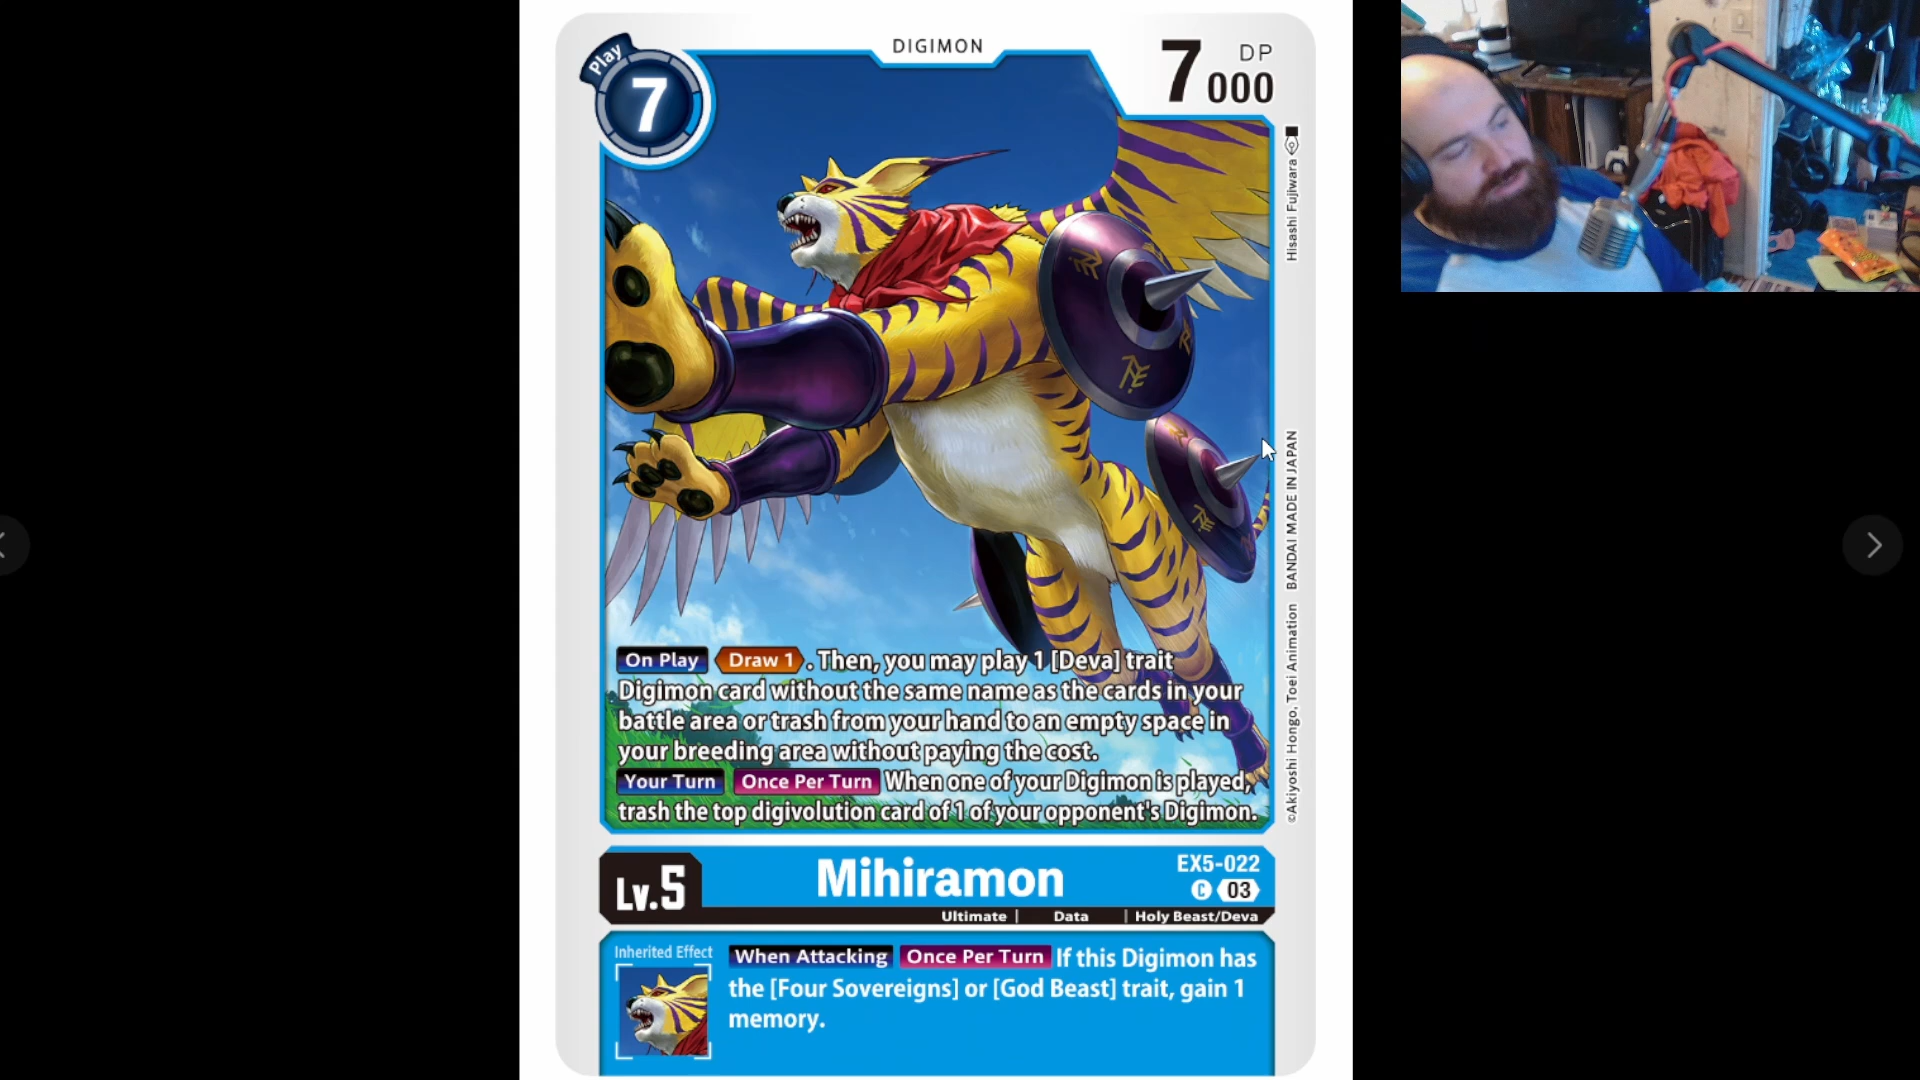 DIGIMON
Play
7
7000
DP
Hisashi Fujiwara
On Play Draw 1. Then, you may play 1 [Deva] trait
Digimon card without the same name as the cards in your
battle area or trash from your hand to an empty space in
your breeding area without paying the cost.
Your Turn Once Per Turn When one of your Digimon is played,
trash the top digivolution card of 1 of your opponent's Digimon.
©Akiyoshi Hongo, Toei Animation BANDAI MADE IN JAPAN
Lv.5
Mihiramon
EX5-022
C 03
Ultimate | Data | Holy Beast/Deva
Inherited Effect
When Attacking Once Per Turn If this Digimon has
the [Four Sovereigns] or [God Beast] trait, gain 1
memory.